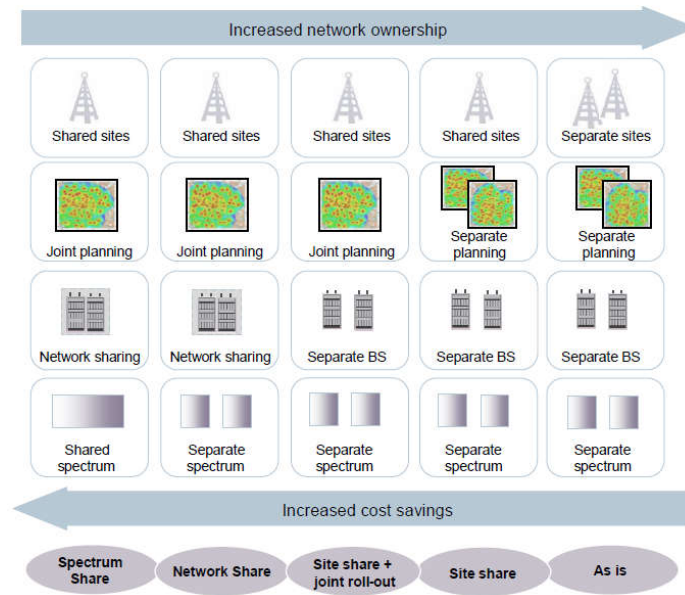 Increased network ownership
Shared sites
Shared sites
Shared sites
Shared sites
Separate sites
Joint planning
Joint planning
Joint planning
Separate
planning
Separate
planning
Network sharing
Network sharing
Separate BS
Separate BS
Separate BS
Shared
spectrum
Separate
spectrum
Separate
spectrum
Separate
spectrum
Separate
spectrum
Increased cost savings
Spectrum
Share
Network Share
Site share +
joint roll-out
Site share
As is